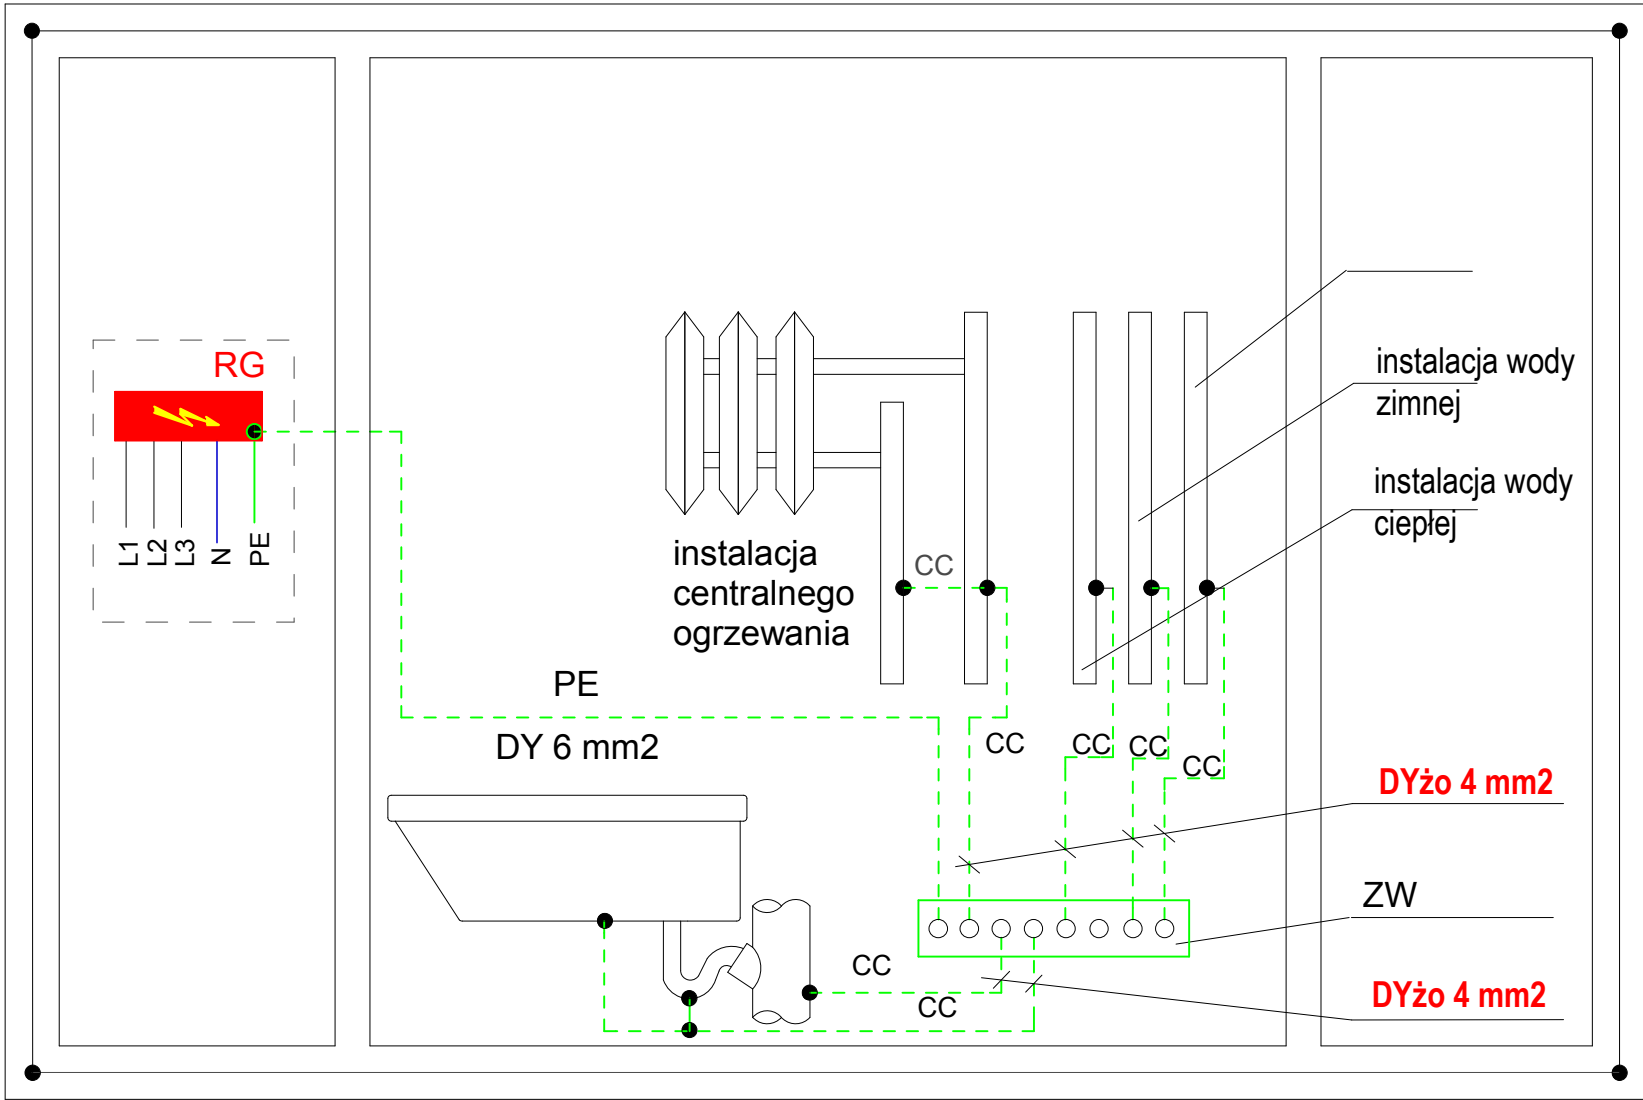 RG
L1
L2
L3
N
PE
instalacja
centralnego
ogrzewania
CC
instalacja wody
zimnej
instalacja wody
ciepłej
PE
DY 6 mm2
CC
CC
CC
CC
DYżo 4 mm2
ZW
CC
CC
DYżo 4 mm2